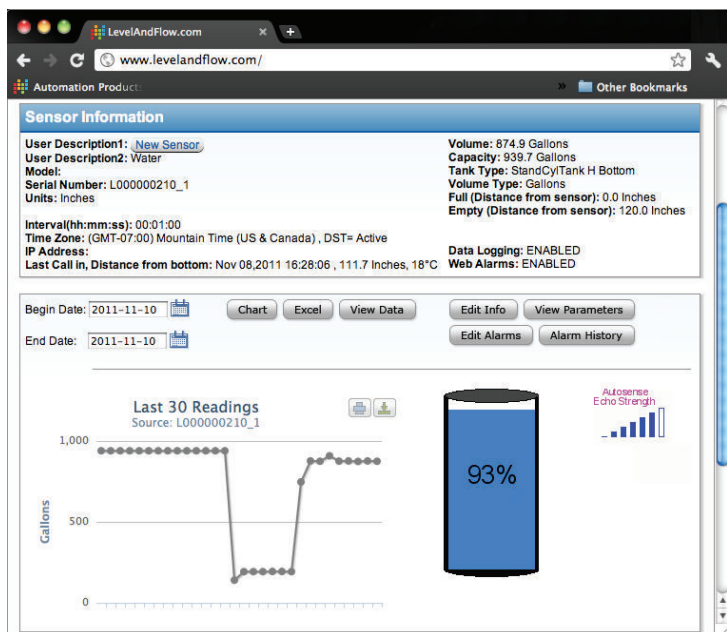 LevelAndFlow.com
www.levelandflow.com/
Automation Product
Other Bookmarks
Sensor Information
User Description1: New Sensor
User Description2: Water
Model:
Serial Number: L000000210_1
Units: Inches
Interval(hh:mm:ss): 00:01:00
Time Zone: (GMT-07:00) Mountain Time (US & Canada) , DST= Active
IP Address:
Last Call in, Distance from bottom: Nov 08,2011 16:28:06 , 111.7 Inches, 18°C
Volume: 874.9 Gallons
Capacity: 939.7 Gallons
Tank Type: StandCylTank H Bottom
Volume Type: Gallons
Full (Distance from sensor): 0.0 Inches
Empty (Distance from sensor): 120.0 Inches
Data Logging: ENABLED
Web Alarms: ENABLED
Begin Date: 2011-11-10
Chart Excel View Data
Edit Info View Parameters
End Date: 2011-11-10
Edit Alarms Alarm History
Last 30 Readings
Source: L000000210_1
1,000
500
0
Gallons
93%
Autosense
Echo Strength